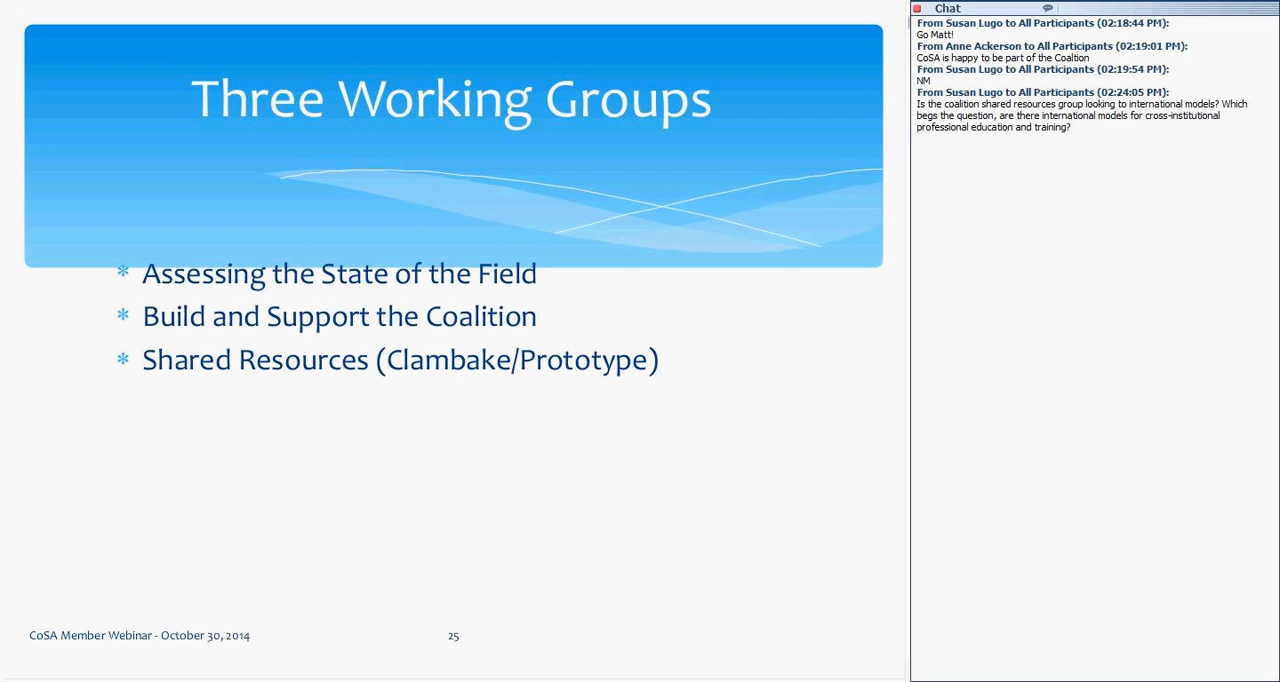 Three Working Groups
* Assessing the State of the Field
* Build and Support the Coalition
* Shared Resources (Clambake/Prototype)
CoSA Member Webinar - October 30, 2014
25
Chat
From Susan Lugo to All Participants (02:18:44 PM):
Go Matt!
From Anne Ackerson to All Participants (02:19:01 PM):
CoSA is happy to be part of the Coaltion
From Susan Lugo to All Participants (02:19:54 PM):
NM
From Susan Lugo to All Participants (02:24:05 PM):
Is the coalition shared resources group looking to international models? Which
begs the question, are there international models for cross-institutional
professional education and training?